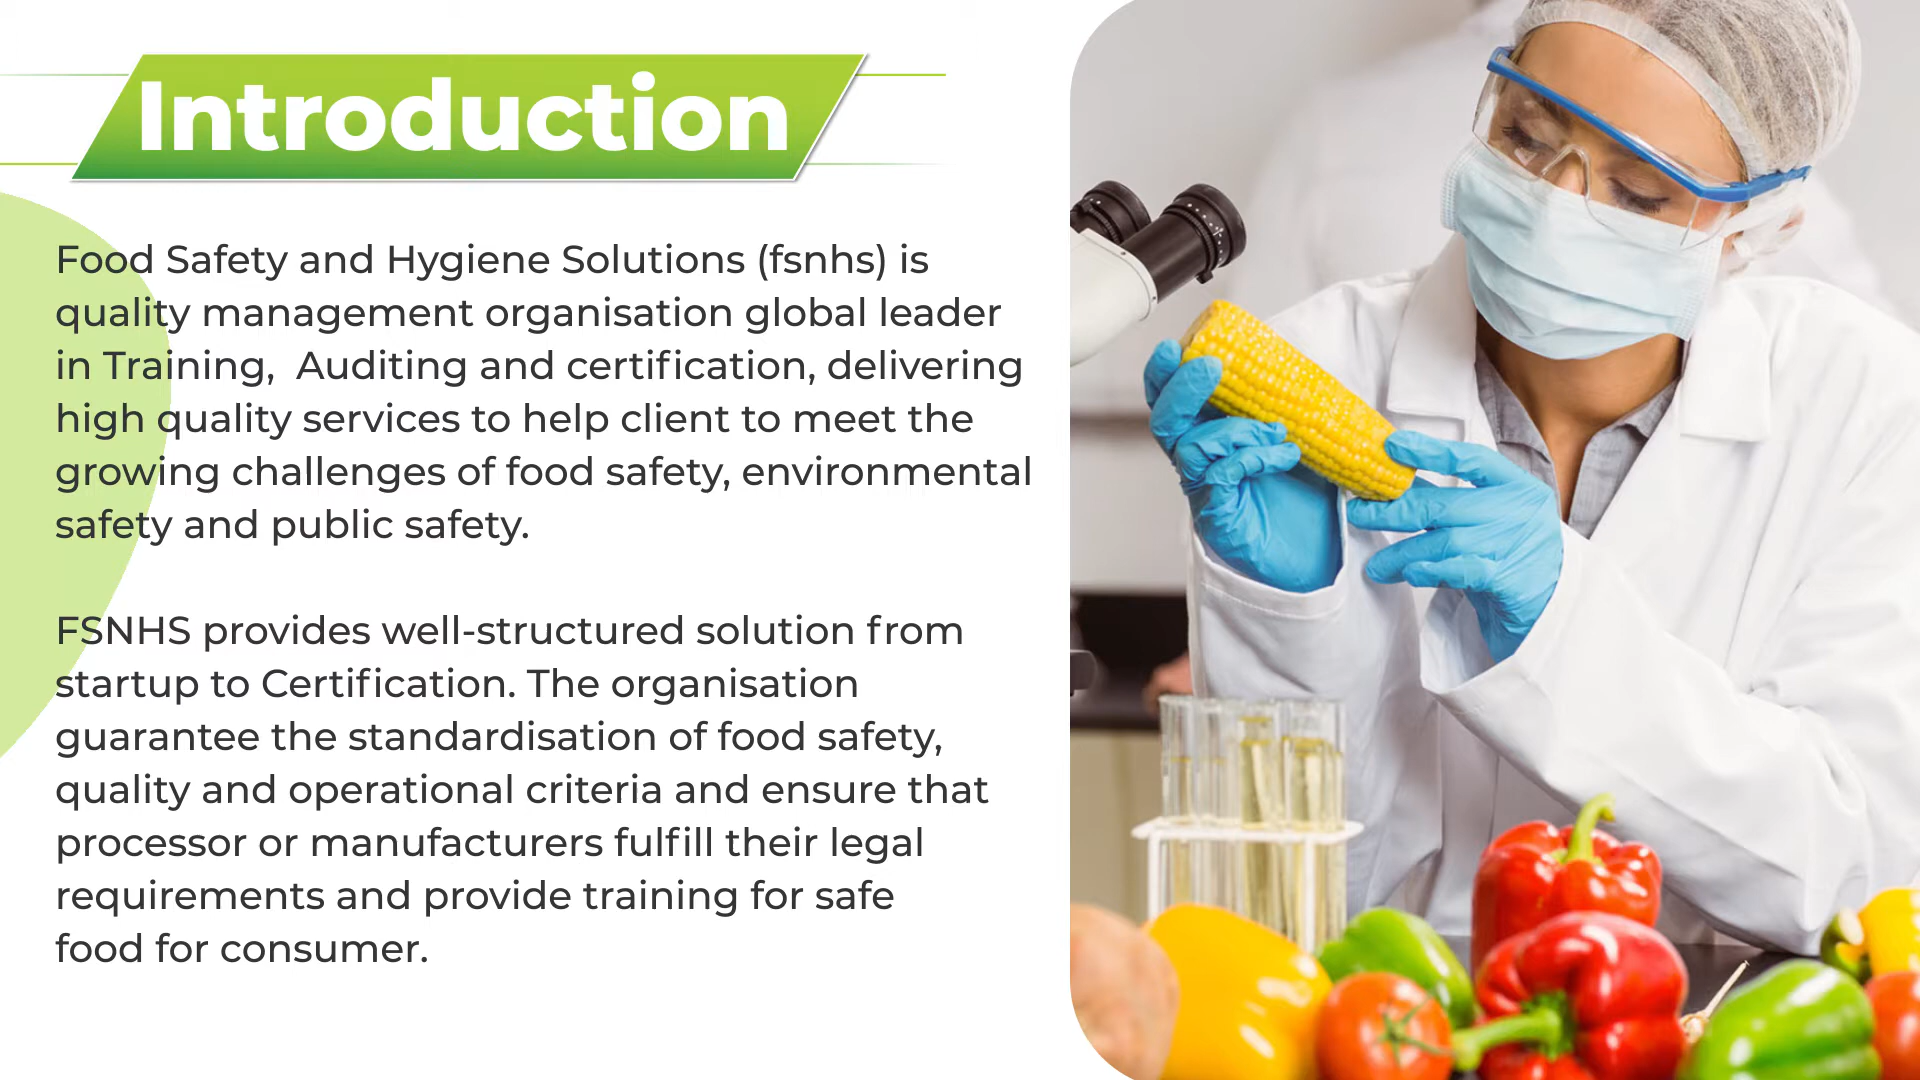 Introduction
Food Safety and Hygiene Solutions (fsnhs) is
quality management organisation global leader
in Training,  Auditing and certification, delivering
high quality services to help client to meet the
growing challenges of food safety, environmental
safety and public safety.
FSNHS provides well-structured solution from
startup to Certification. The organisation
guarantee the standardisation of food safety,
quality and operational criteria and ensure that
processor or manufacturers fulfill their legal
requirements and provide training for safe
food for consumer.